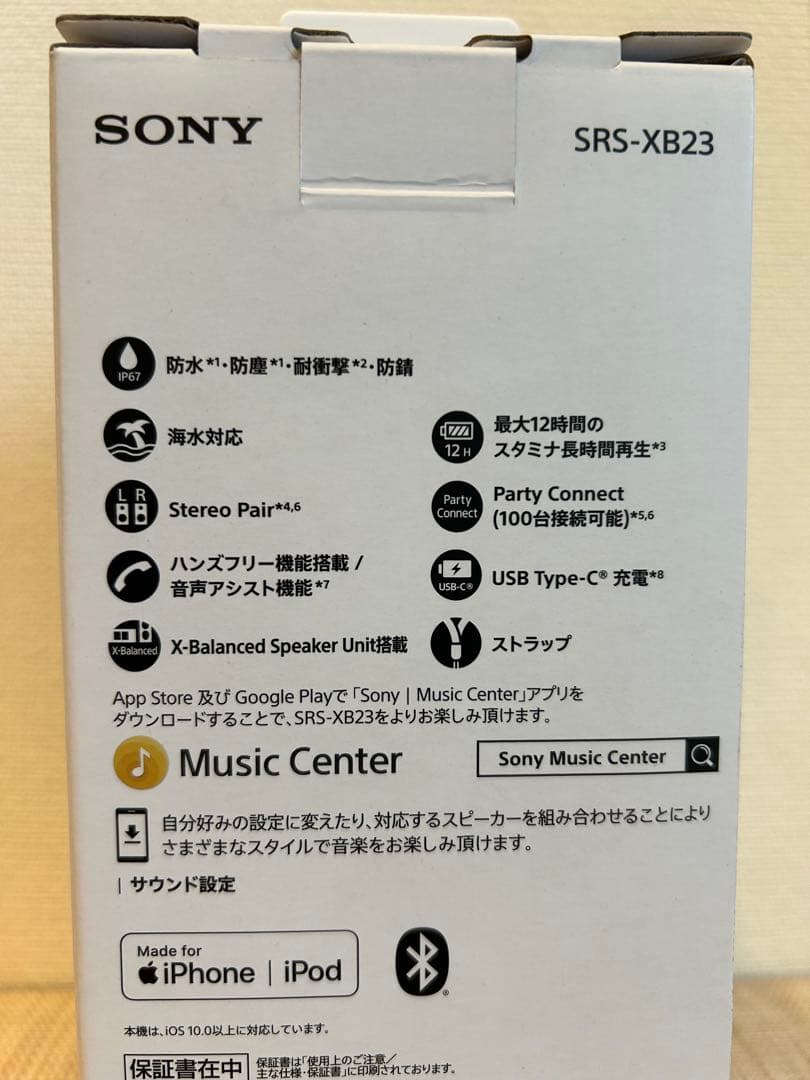 SONY
SRS-XB23
IP67
防水*1・防塵*1・耐衝撃*2・防錆
海水対応
12 H
最大12時間の
スタミナ長時間再生*3
L R
Stereo Pair*4,6
Party
Connect
Party Connect
(100台接続可能)*5,6
ハンズフリー機能搭載 /
音声アシスト機能*7
USB-C®
USB Type-C® 充電*8
X-Balanced
X-Balanced Speaker Unit搭載
ストラップ
App Store 及び Google Playで「Sony | Music Center」アプリを
ダウンロードすることで、SRS-XB23をよりお楽しみ頂けます。
Music Center
Sony Music Center
自分好みの設定に変えたり、対応するスピーカーを組み合わせることにより
さまざまなスタイルで音楽をお楽しみ頂けます。
| サウンド設定
Made for
iPhone | iPod
本機は、iOS 10.0以上に対応しています。
保証書在中
保証書は「使用上のご注意/
主な仕様・保証書」に印刷されております。